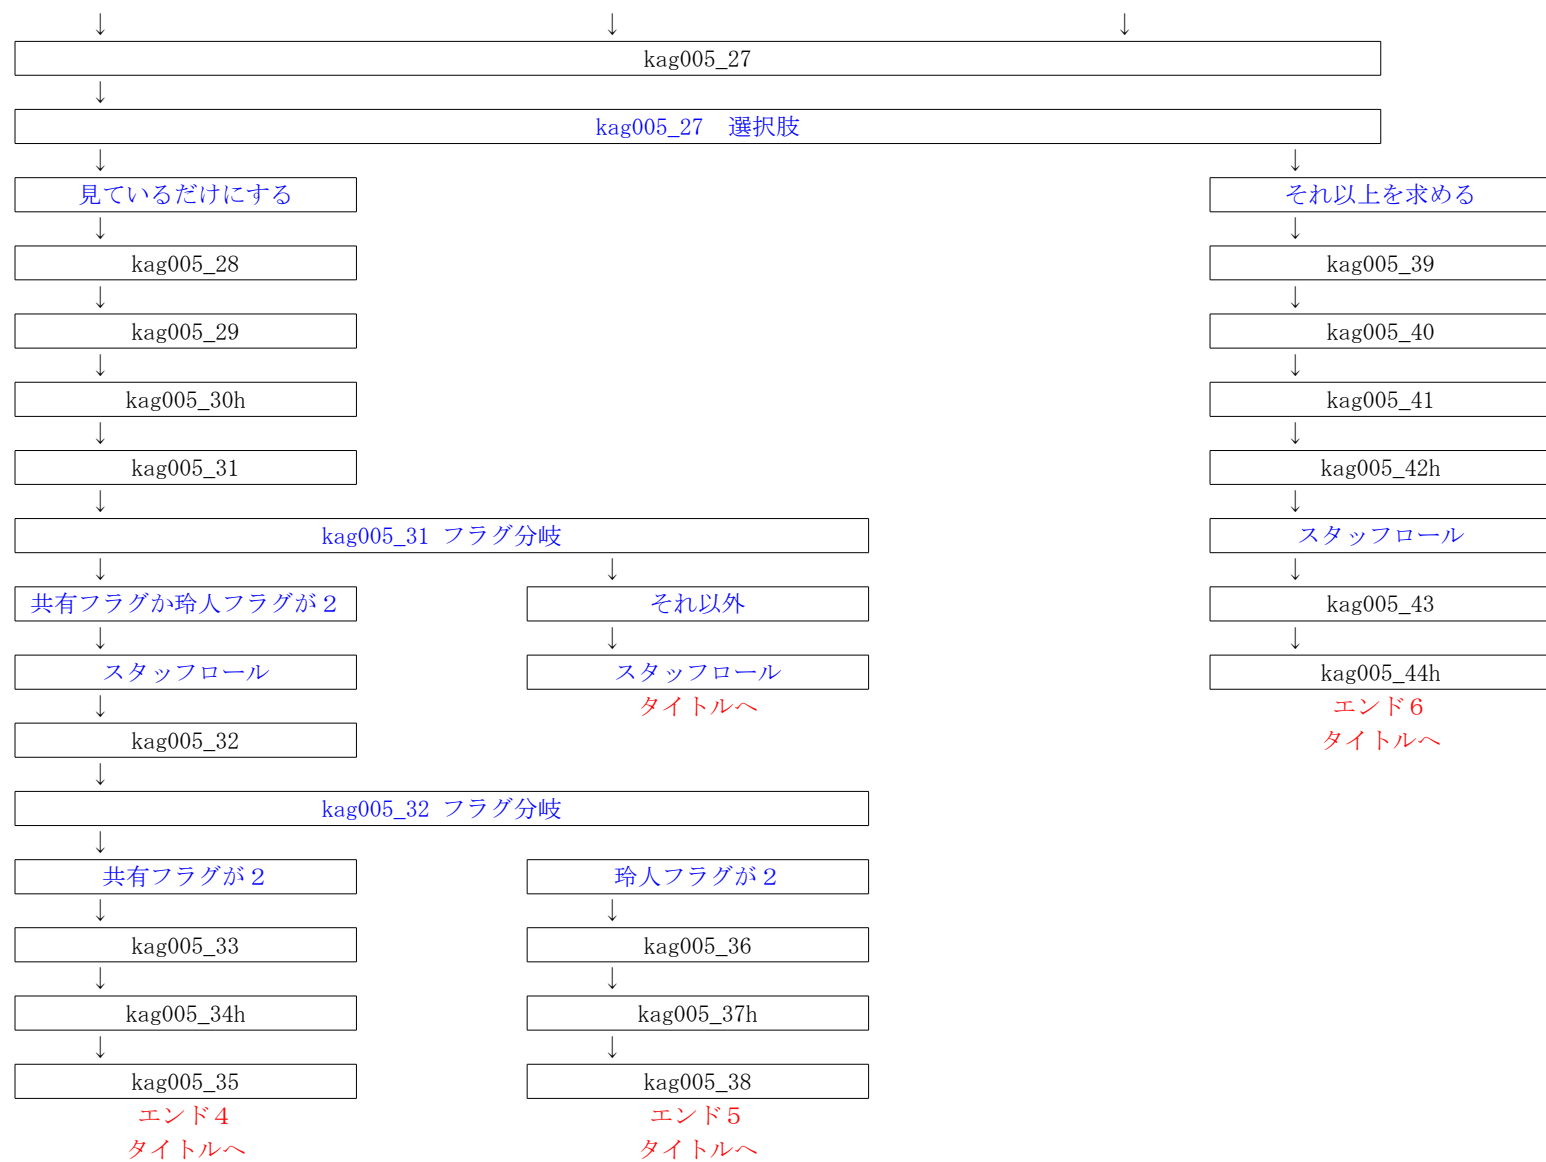 ↓ ↓ ↓
kag005_27
↓
kag005_27　選択肢
↓ ↓
見ているだけにする それ以上を求める
↓ ↓
kag005_28 kag005_39
↓ ↓
kag005_29 kag005_40
↓ ↓
kag005_30h kag005_41
↓ ↓
kag005_31 kag005_42h
↓ ↓
kag005_31 フラグ分岐 スタッフロール
↓ ↓ ↓
共有フラグか玲人フラグが２ それ以外 kag005_43
↓ ↓ ↓
スタッフロール スタッフロール kag005_44h
↓ タイトルへ エンド６
kag005_32 タイトルへ
↓
kag005_32 フラグ分岐
↓
共有フラグが２ 玲人フラグが２
↓ ↓
kag005_33 kag005_36
↓ ↓
kag005_34h kag005_37h
↓ ↓
kag005_35 kag005_38
エンド４ エンド５
タイトルへ タイトルへ